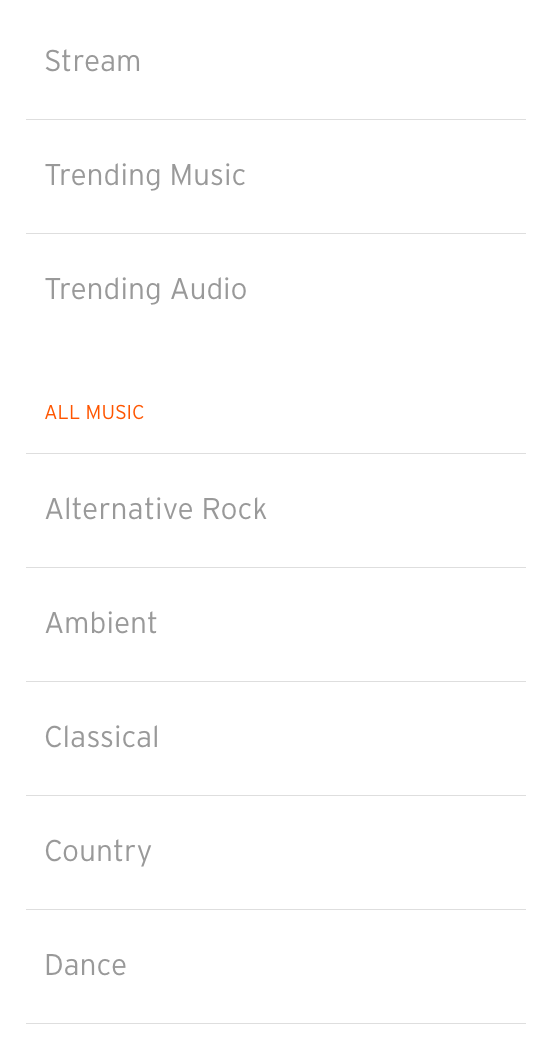 Stream
Trending Music
Trending Audio
ALL MUSIC
Alternative Rock
Ambient
Classical
Country
Dance